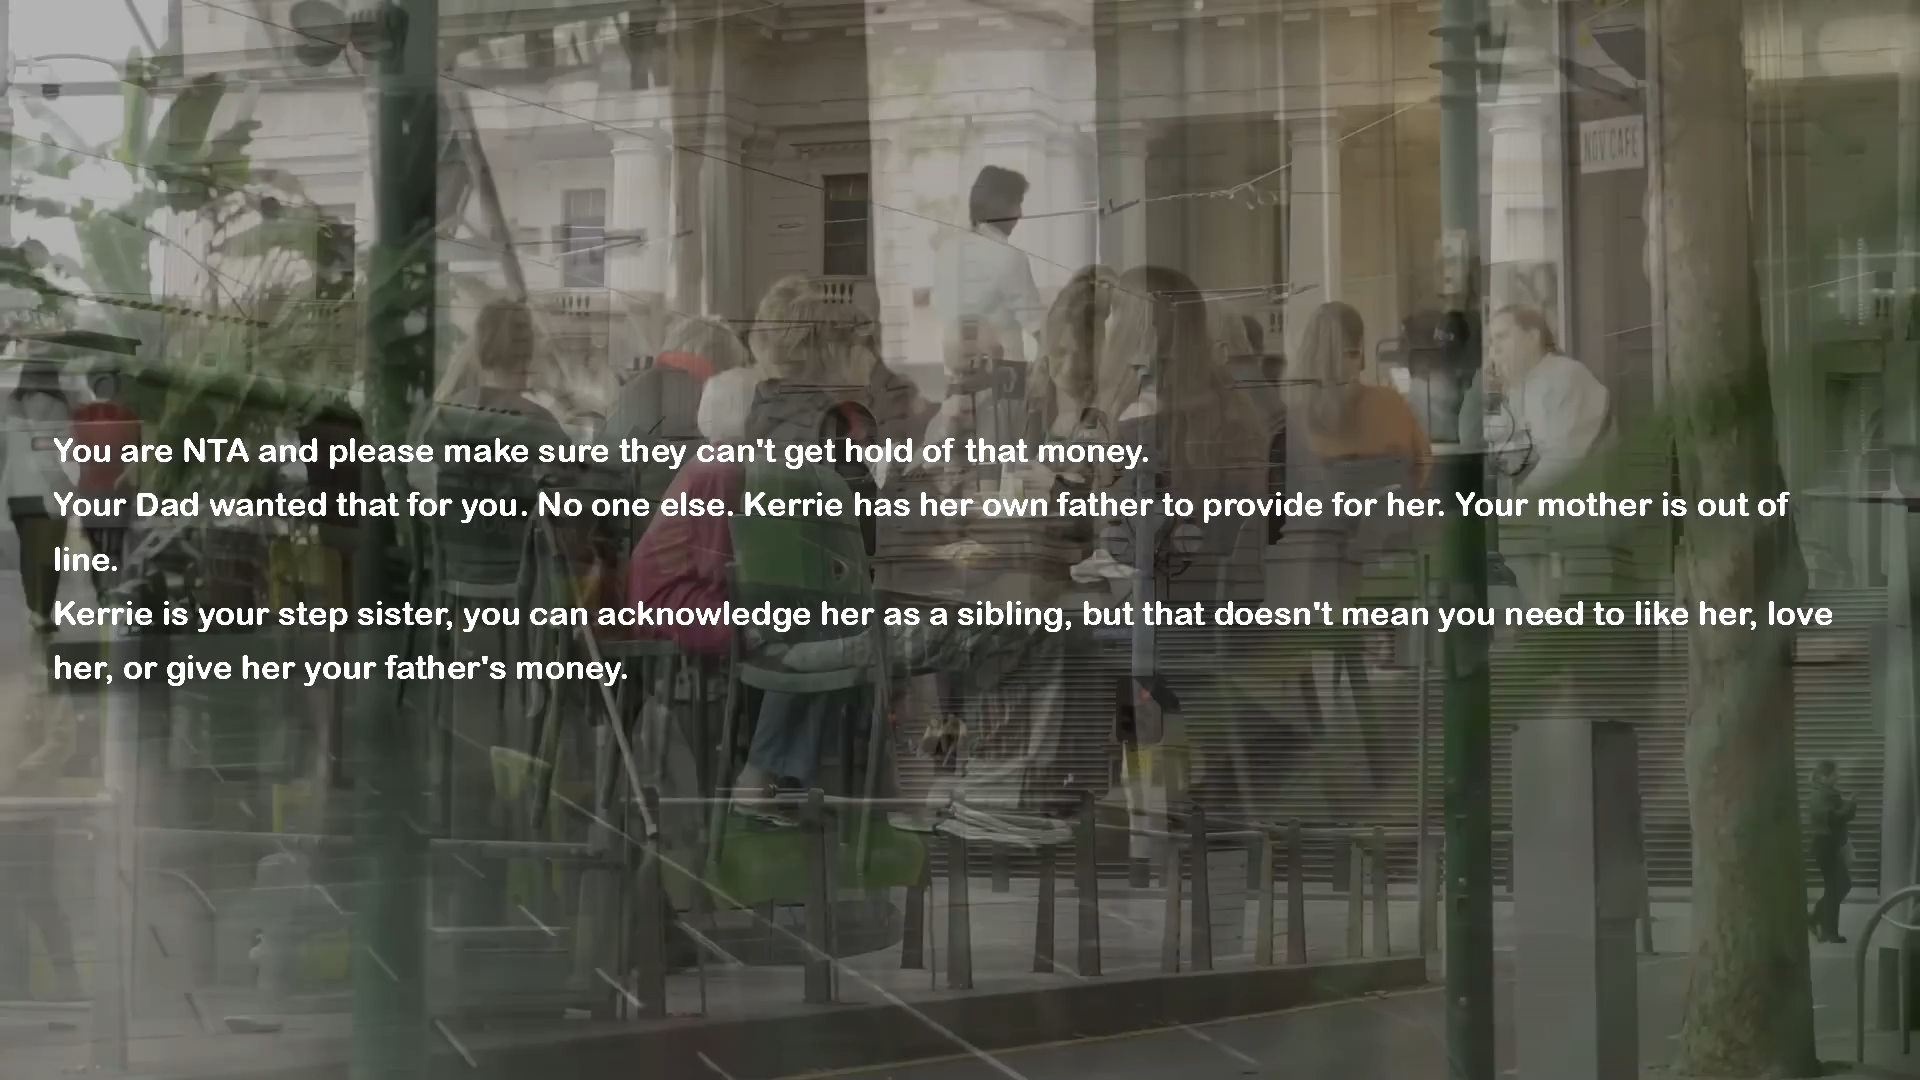 NOV CAFE
You are NTA and please make sure they can't get hold of that money.
Your Dad wanted that for you. No one else. Kerrie has her own father to provide for her. Your mother is out of
line.
Kerrie is your step sister, you can acknowledge her as a sibling, but that doesn't mean you need to like her, love
her, or give her your father's money.